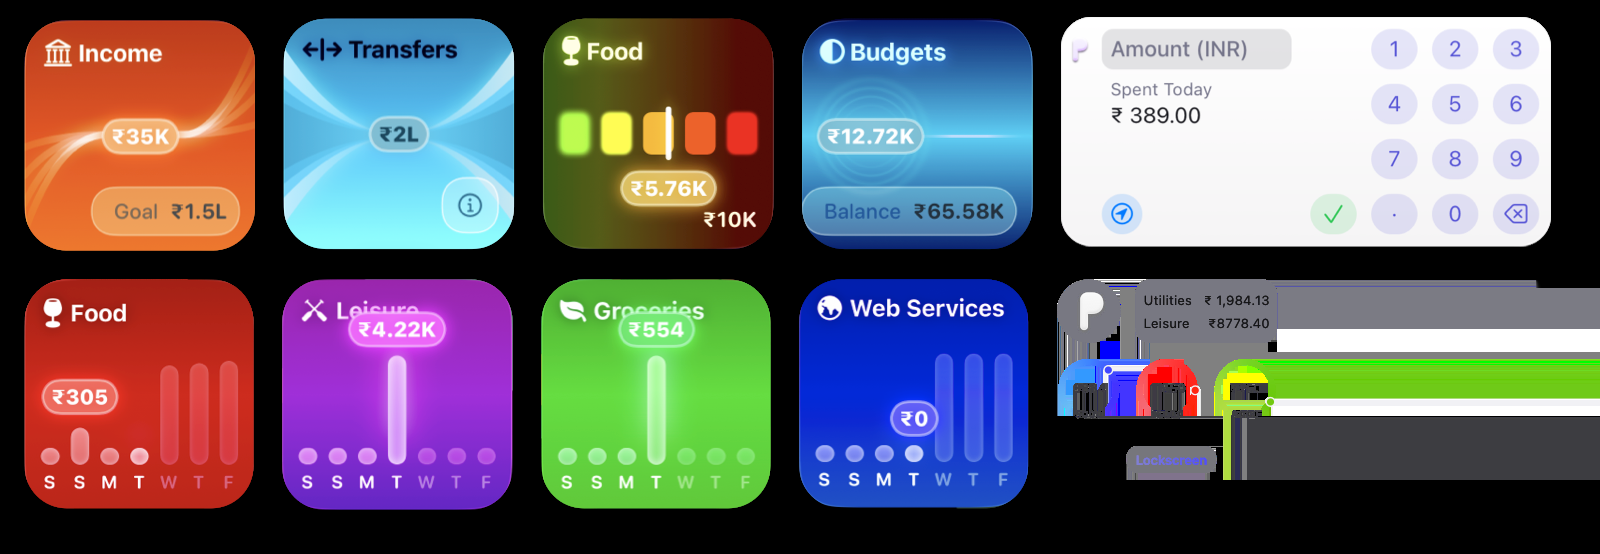 Income
₹35K
Goal ₹1.5L
Transfers
₹2L
Food
₹5.76K
₹10K
Budgets
₹12.72K
Balance ₹65.58K
Amount (INR)
Spent Today
₹ 389.00
1 2 3
4 5 6
7 8 9
. 0
Food
₹305
S S M T W T F
Leisure
₹4.22K
S S M T W T F
Groceries
₹554
S S M T W T F
Web Services
₹0
S S M T W T F
P
Utilities ₹ 1,984.13
Leisure ₹8778.40
Lockscreen